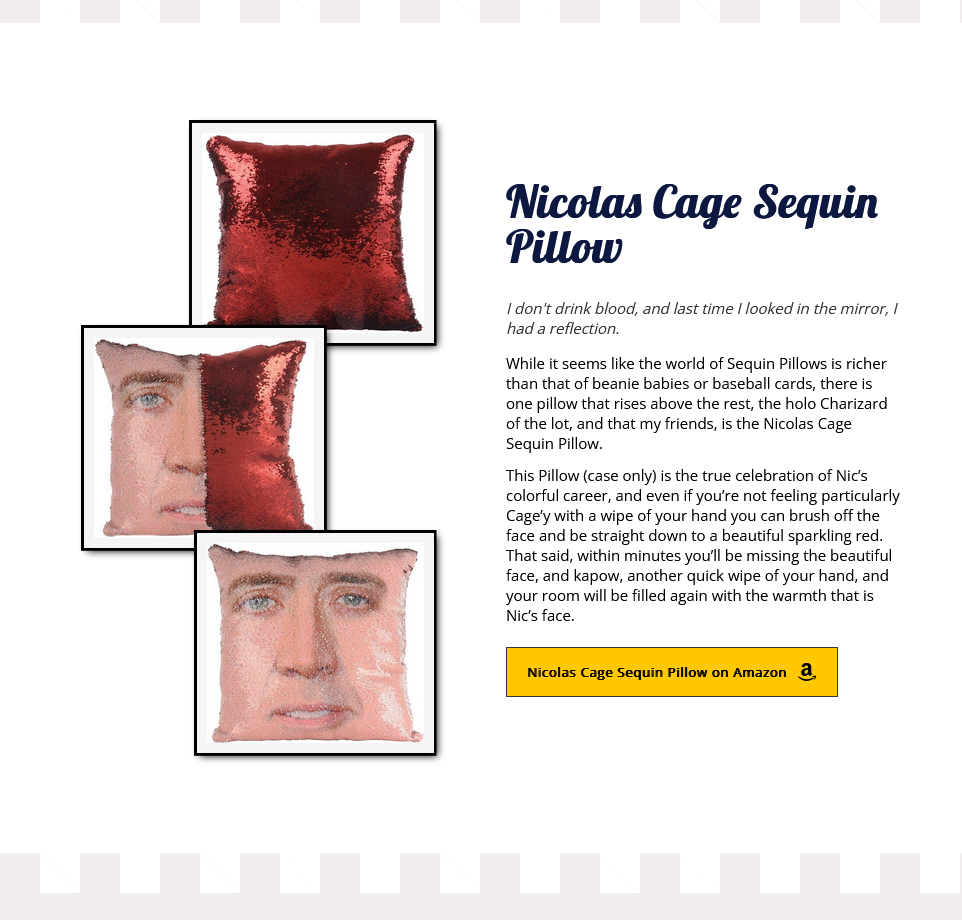 Nicolas Cage Sequin
Pillow
I don't drink blood, and last time I looked in the mirror, I
had a reflection.
While it seems like the world of Sequin Pillows is richer
than that of beanie babies or baseball cards, there is
one pillow that rises above the rest, the holo Charizard
of the lot, and that my friends, is the Nicolas Cage
Sequin Pillow.
This Pillow (case only) is the true celebration of Nic’s
colorful career, and even if you’re not feeling particularly
Cage’y with a wipe of your hand you can brush off the
face and be straight down to a beautiful sparkling red.
That said, within minutes you’ll be missing the beautiful
face, and kapow, another quick wipe of your hand, and
your room will be filled again with the warmth that is
Nic’s face.
Nicolas Cage Sequin Pillow on Amazon